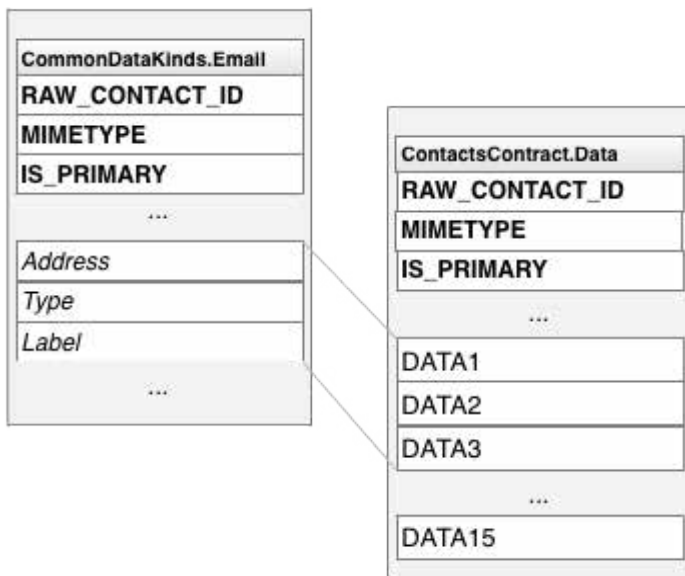 CommonDataKinds.Email
RAW_CONTACT_ID
MIMETYPE
IS_PRIMARY
...
Address
Type
Label
...
ContactsContract.Data
RAW_CONTACT_ID
MIMETYPE
IS_PRIMARY
...
DATA1
DATA2
DATA3
...
DATA15